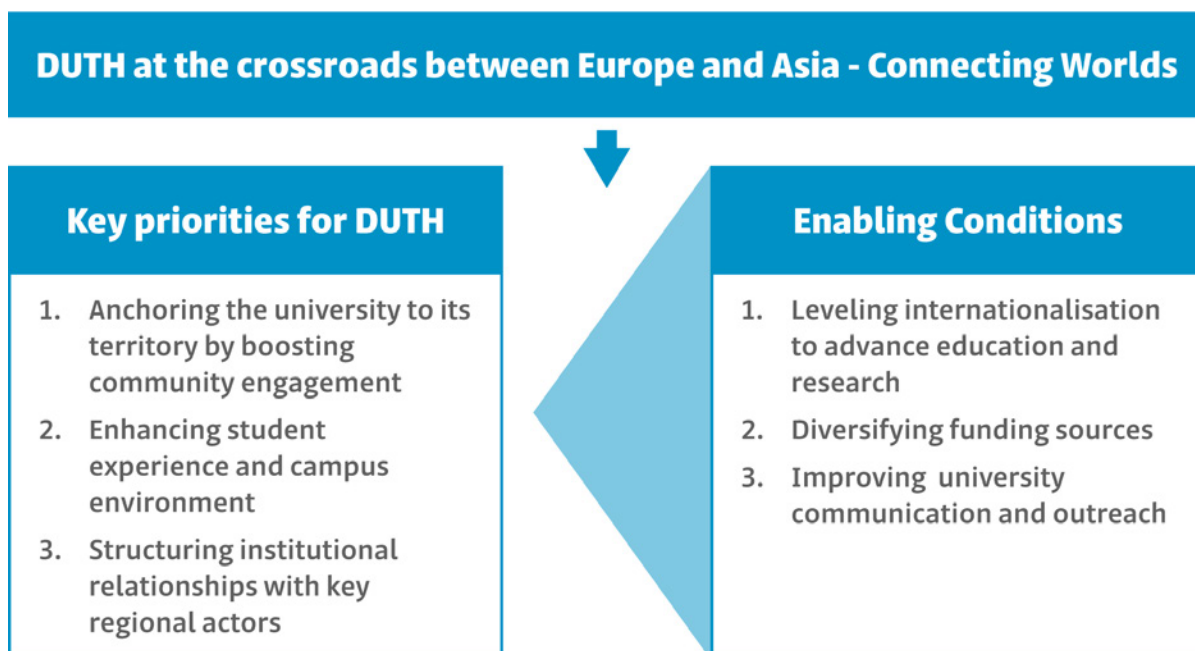 DUTH at the crossroads between Europe and Asia - Connecting Worlds
Key priorities for DUTH
1. Anchoring the university to its
territory by boosting
community engagement
2. Enhancing student
experience and campus
environment
3. Structuring institutional
relationships with key
regional actors
Enabling Conditions
1. Leveling internationalisation
to advance education and
research
2. Diversifying funding sources
3. Improving university
communication and outreach